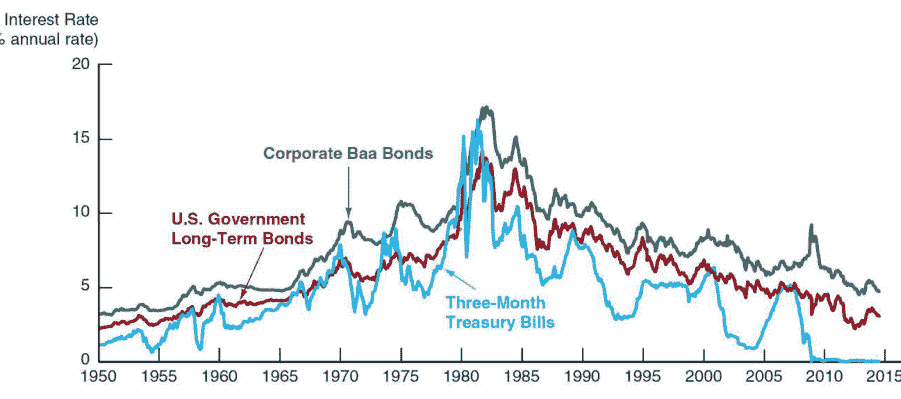 Interest Rate
% annual rate)
20
15
Corporate Baa Bonds
10
U.S. Government
Long-Term Bonds
5
Three-Month
Treasury Bills
0
1950 1955 1960 1965 1970 1975 1980 1985 1990 1995 2000 2005 2010 2015